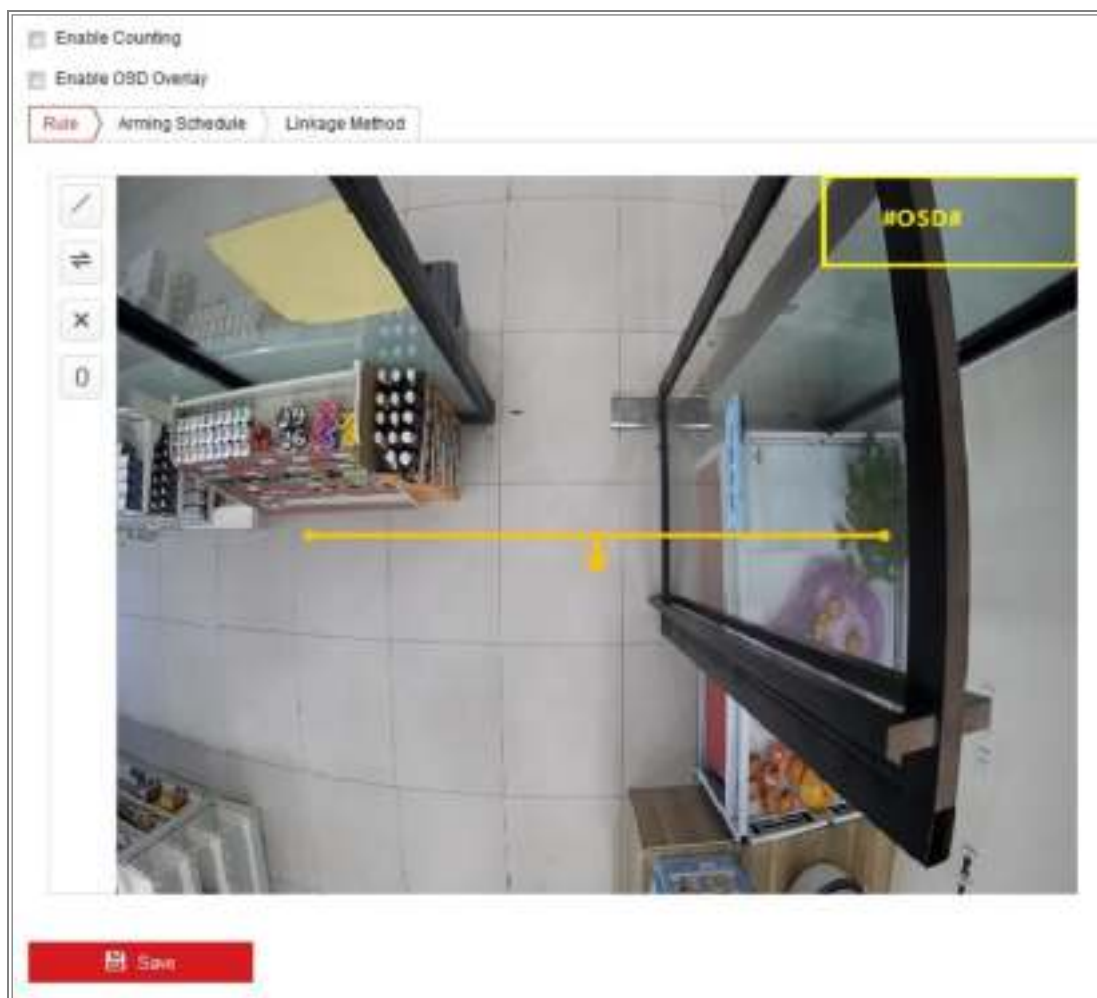 Enable Counting
Enable OSD Overlay
Rule Arming Schedule Linkage Method
#OSD#
0
Save